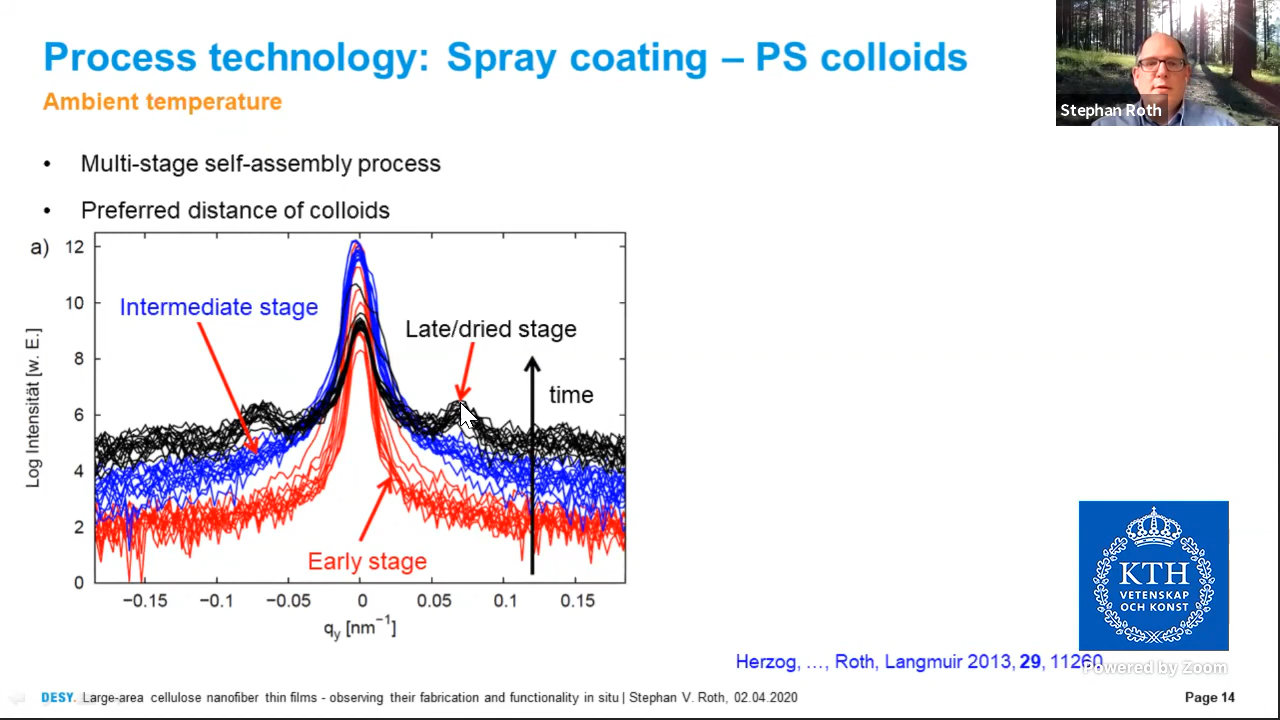 Process technology: Spray coating – PS colloids
Ambient temperature
Stephan Roth
• Multi-stage self-assembly process
• Preferred distance of colloids
a)
12
10
8
6
4
2
0
Log Intensität [w. E.]
Intermediate stage
Late/dried stage
time
Early stage
−0.15 −0.1 −0.05 0 0.05 0.1 0.15
qy [nm−1]
KTH
VETENSKAP
OCH KONST
Herzog, …, Roth, Langmuir 2013, 29, 11260
Powered by Zoom
DESY. Large-area cellulose nanofiber thin films - observing their fabrication and functionality in situ | Stephan V. Roth, 02.04.2020
Page 14